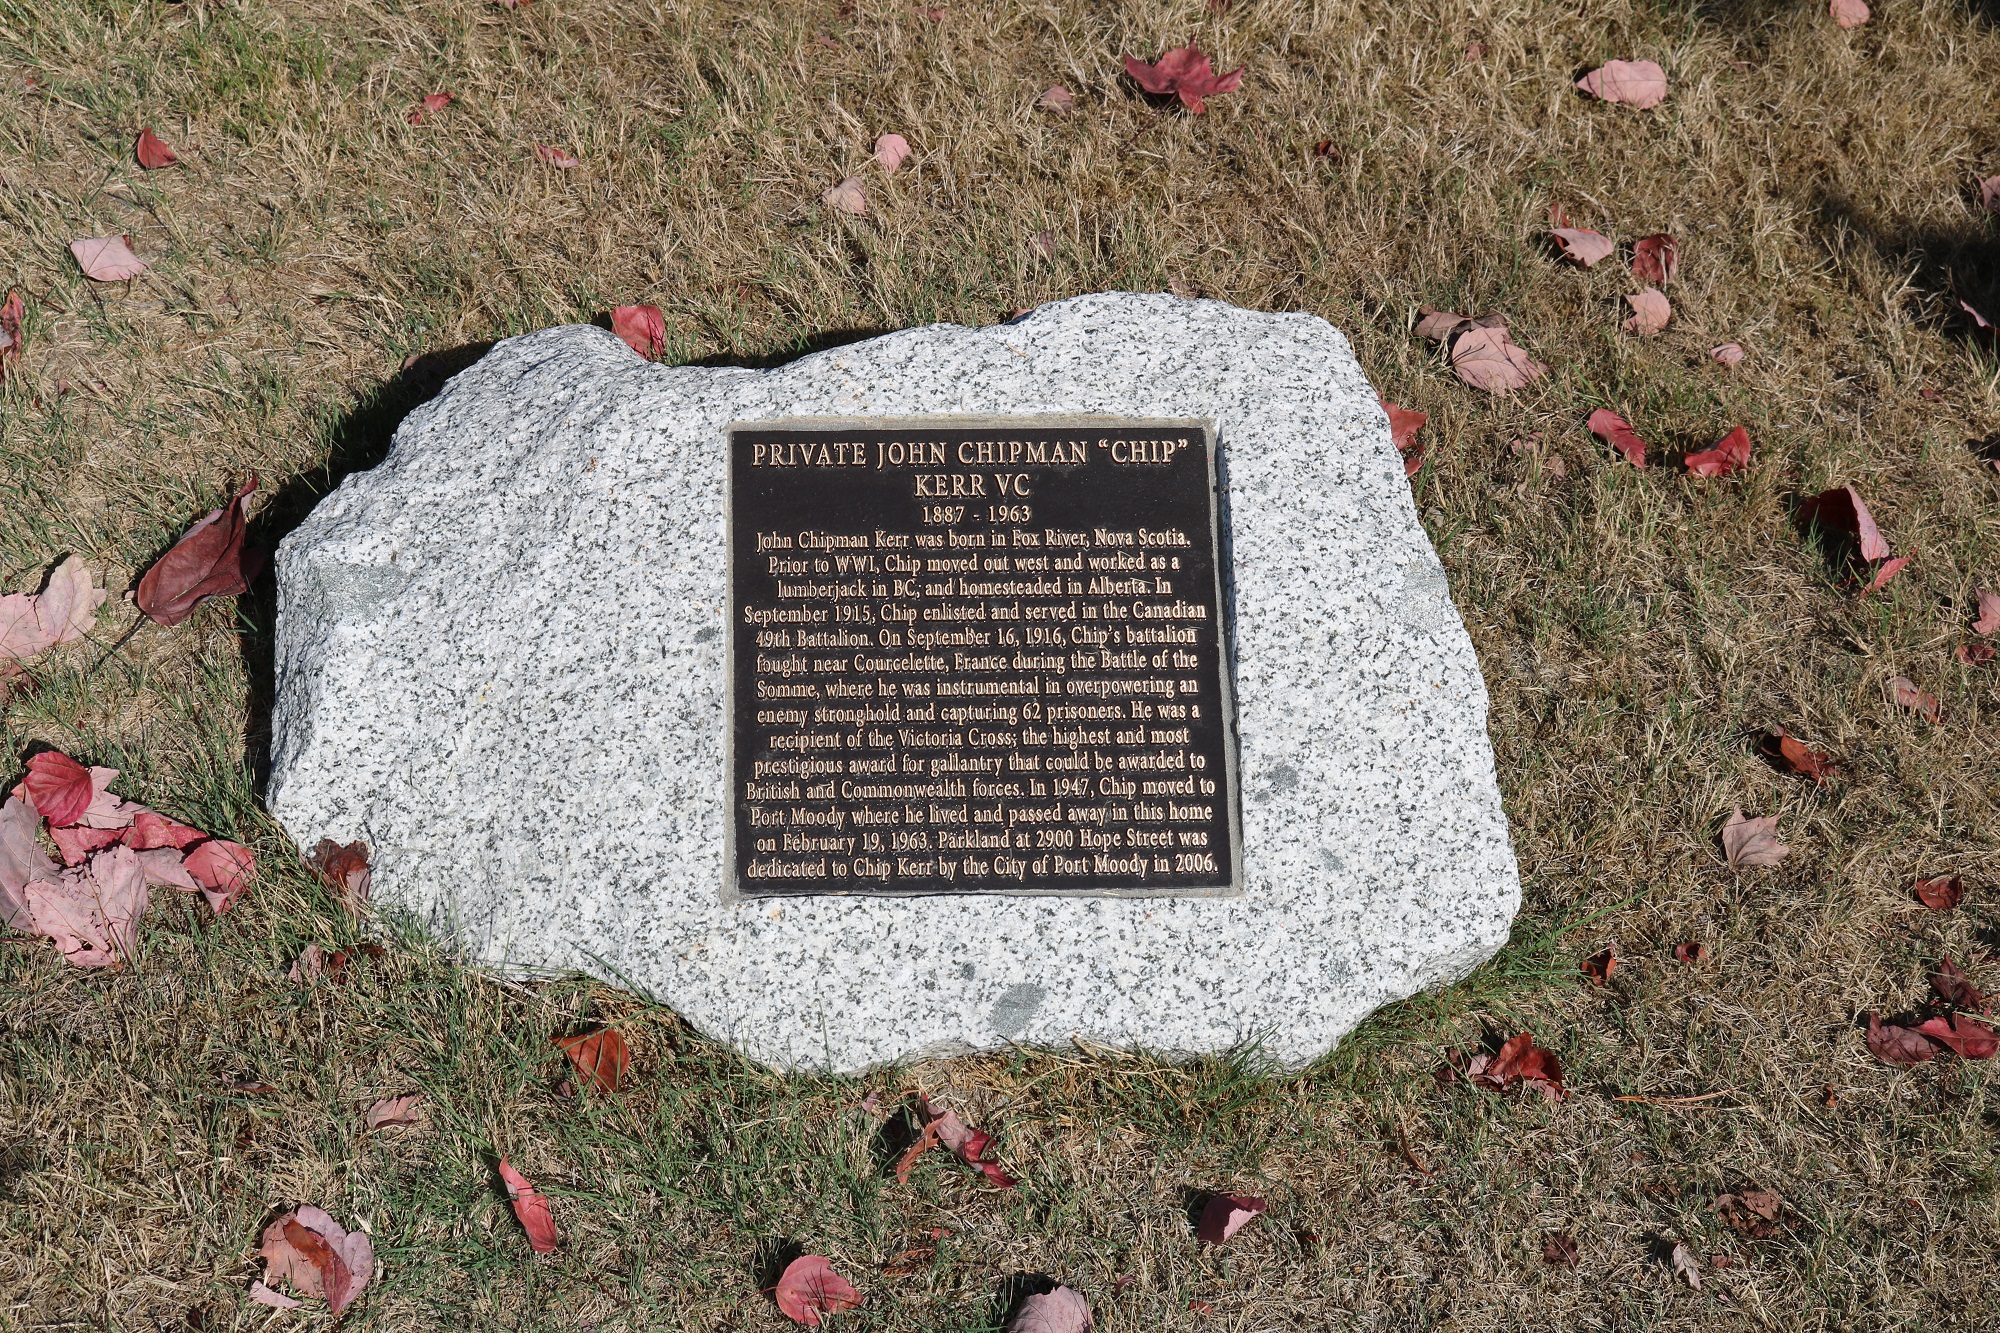 PRIVATE JOHN CHIPMAN “CHIP”
KERR VC
1887 - 1963
John Chipman Kerr was born in Fox River, Nova Scotia.
Prior to WWI, Chip moved out west and worked as a
lumberjack in BC, and homesteaded in Alberta. In
September 1915, Chip enlisted and served in the Canadian
49th Battalion. On September 16, 1916, Chip's battalion
fought near Courcelette, France during the Battle of the
Somme, where he was instrumental in overpowering an
enemy stronghold and capturing 62 prisoners. He was a
recipient of the Victoria Cross; the highest and most
prestigious award for gallantry that could be awarded to
British and Commonwealth forces. In 1947, Chip moved to
Port Moody where he lived and passed away in this home
on February 19, 1963. Parkland at 2900 Hope Street was
dedicated to Chip Kerr by the City of Port Moody in 2006.